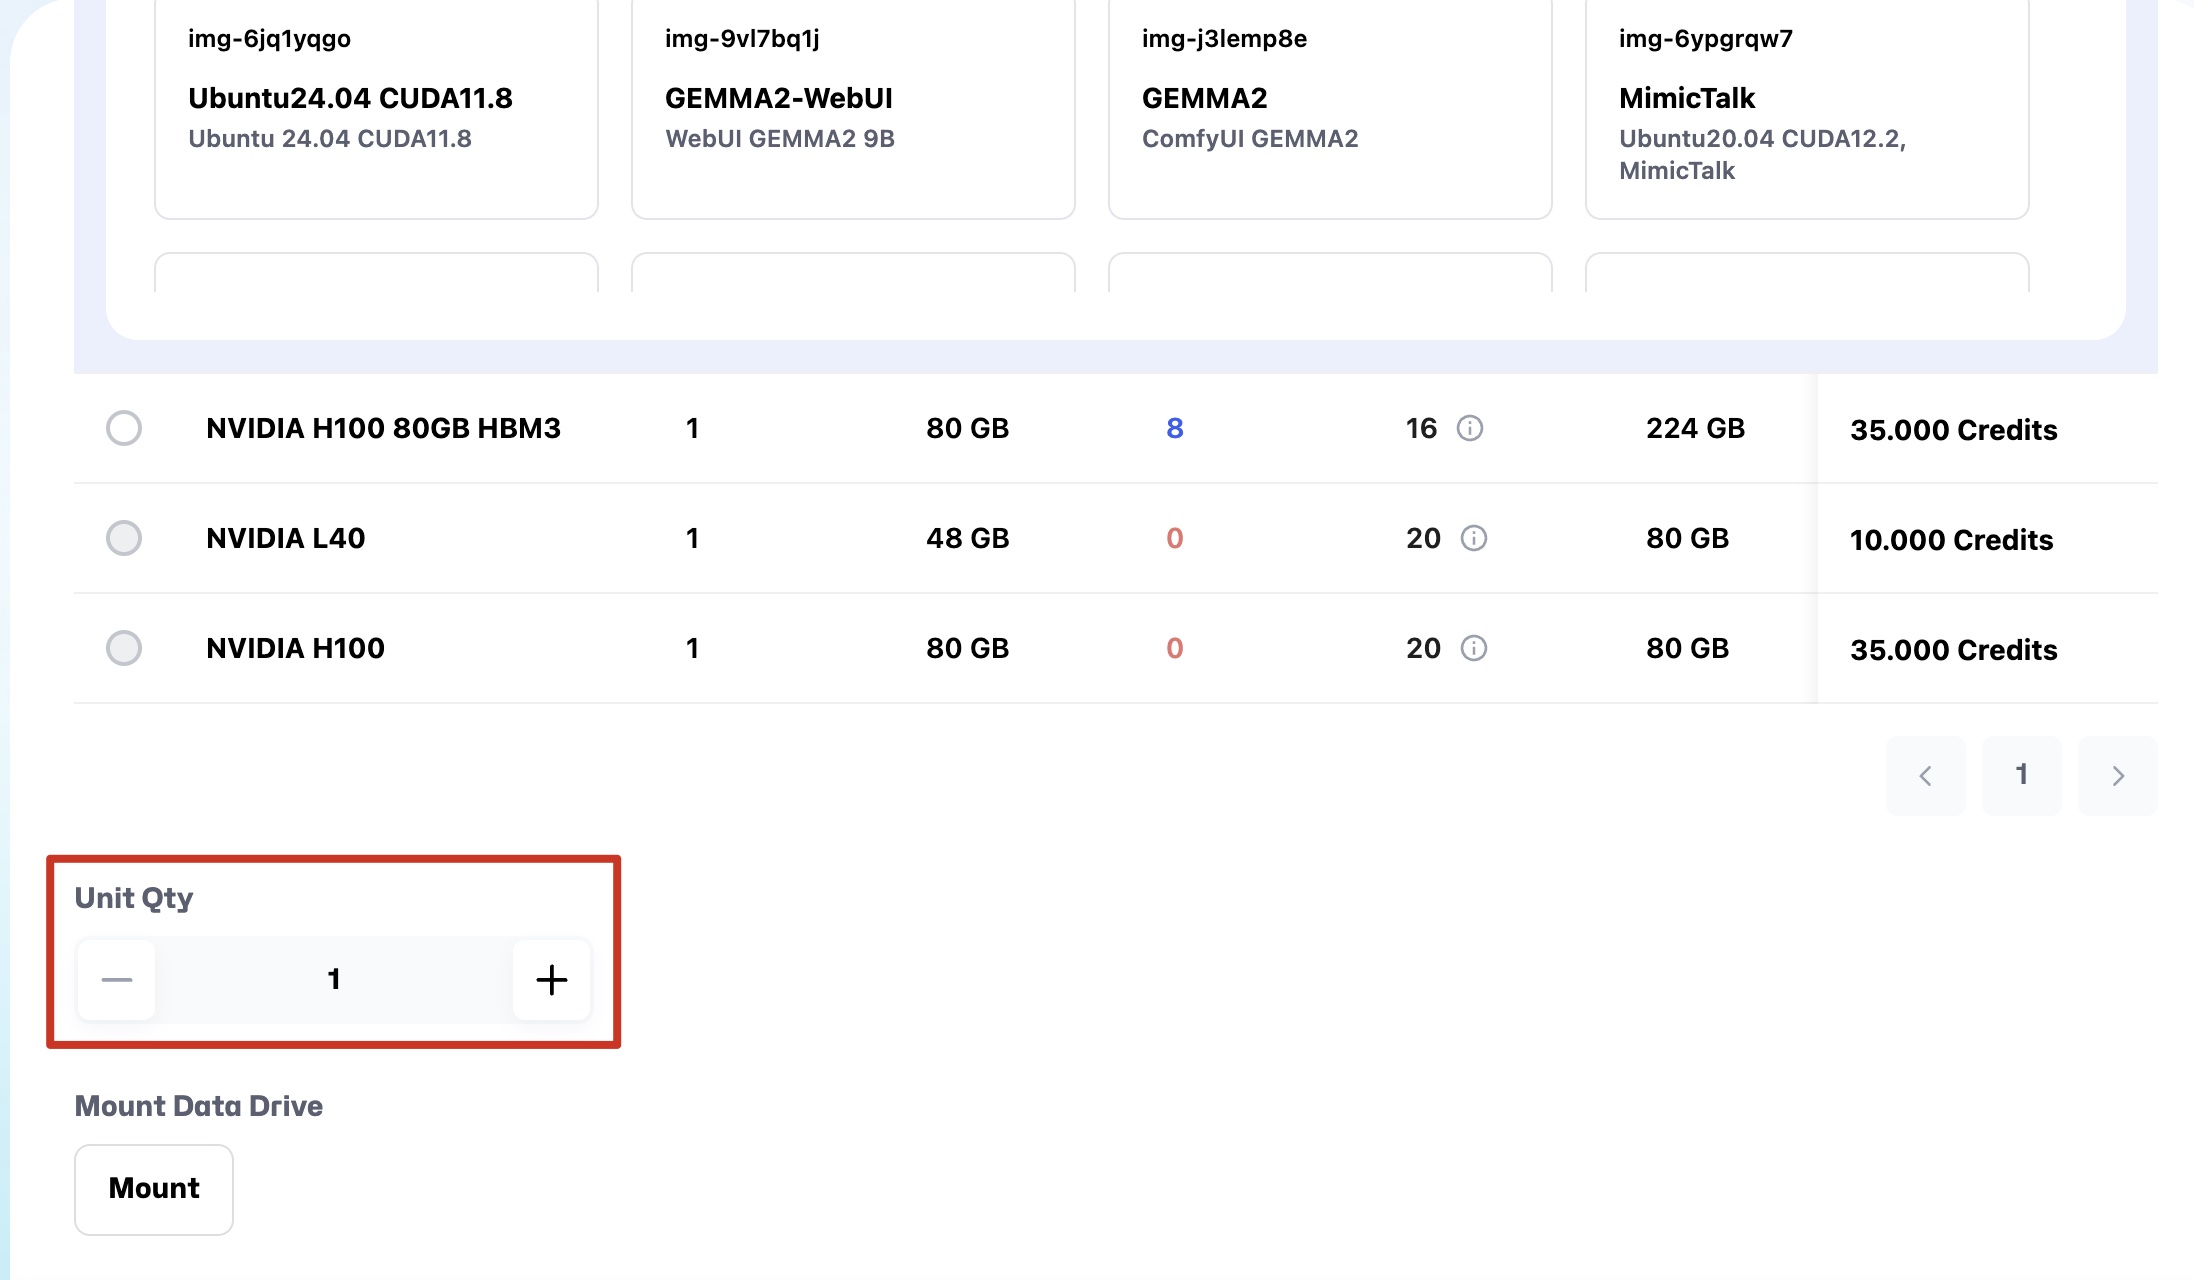 img-6jq1yqgo
Ubuntu24.04 CUDA11.8
Ubuntu 24.04 CUDA11.8
img-9vl7bq1j
GEMMA2-WebUI
WebUI GEMMA2 9B
img-j3lemp8e
GEMMA2
ComfyUI GEMMA2
img-6ypgrqw7
MimicTalk
Ubuntu20.04 CUDA12.2,
MimicTalk
NVIDIA H100 80GB HBM3 1 80 GB 8 16 224 GB 35.000 Credits
NVIDIA L40 1 48 GB 0 20 80 GB 10.000 Credits
NVIDIA H100 1 80 GB 0 20 80 GB 35.000 Credits
1
Unit Qty
1
Mount Data Drive
Mount